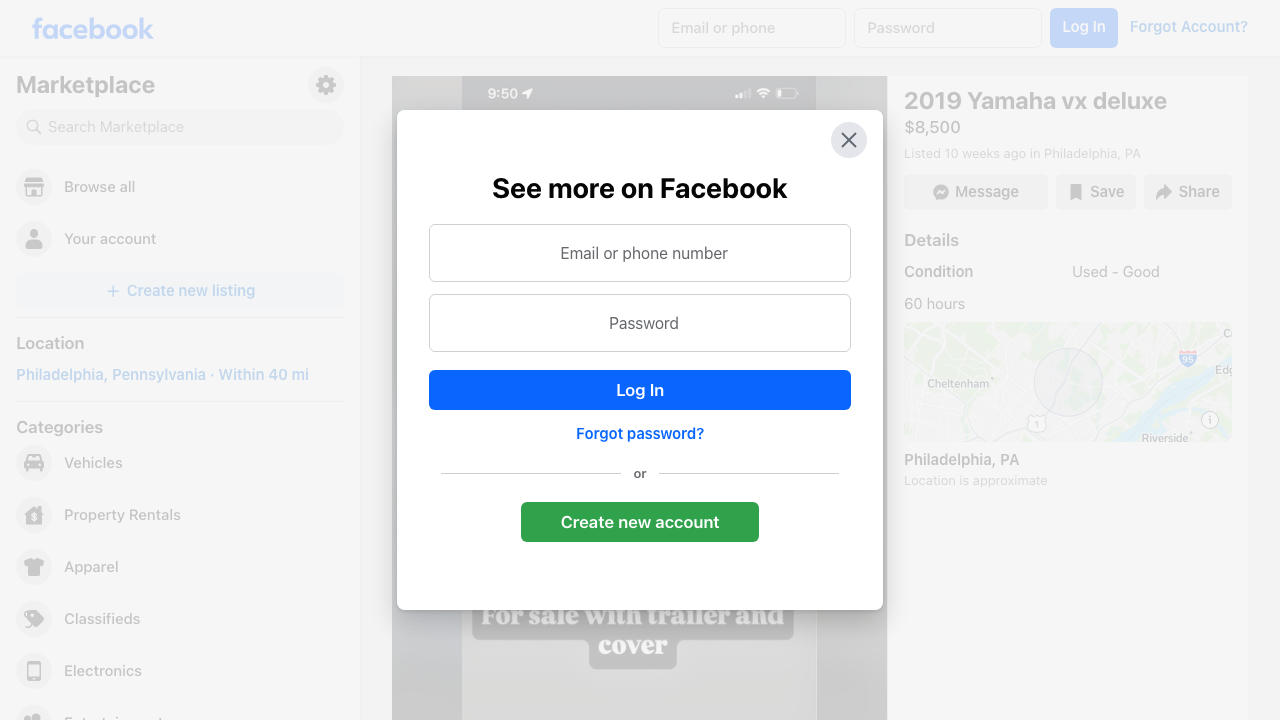 facebook
Email or phone
Password
Log In
Forgot Account?
Marketplace
Search Marketplace
Browse all
Your account
Create new listing
Location
Philadelphia, Pennsylvania · Within 40 mi
Categories
Vehicles
Property Rentals
Apparel
Classifieds
Electronics
9:50
See more on Facebook
Email or phone number
Password
Log In
Forgot password?
or
Create new account
For sale with trailer and
cover
2019 Yamaha vx deluxe
$8,500
Listed 10 weeks ago in Philadelphia, PA
Message
Save
Share
Details
Condition
Used - Good
60 hours
95
Cheltenham
1
Riverside
Philadelphia, PA
Location is approximate